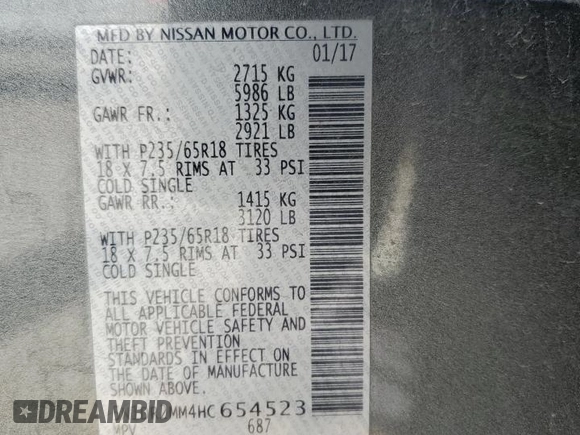 MFD BY NISSAN MOTOR CO., LTD.
DATE: 01/17
GVWR: 2715 KG
5986 LB
GAWR FR.: 1325 KG
2921 LB
WITH P235/65R18 TIRES
18 X 7.5 RIMS AT 33 PSI
COLD SINGLE
GAWR RR.: 1415 KG
3120 LB
WITH P235/65R18 TIRES
18 X 7.5 RIMS AT 33 PSI
COLD SINGLE
THIS VEHICLE CONFORMS TO
ALL APPLICABLE FEDERAL
MOTOR VEHICLE SAFETY AND
THEFT PREVENTION
STANDARDS IN EFFECT ON
THE DATE OF MANUFACTURE
SHOWN ABOVE.
MM4HC654523
MPV 687
DREAMBID